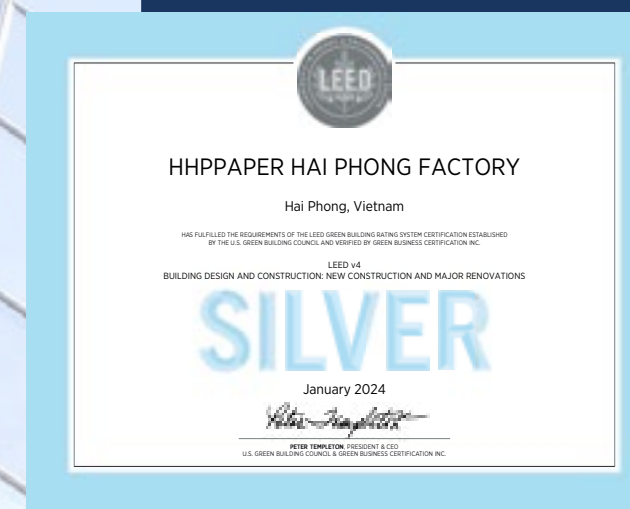 LEED
HHPPAPER HAI PHONG FACTORY
Hai Phong, Vietnam
HAS FULFILLED THE REQUIREMENTS OF THE LEED GREEN BUILDING RATING SYSTEM CERTIFICATION ESTABLISHED
BY THE U.S. GREEN BUILDING COUNCIL AND VERIFIED BY GREEN BUSINESS CERTIFICATION INC.
LEED v4
BUILDING DESIGN AND CONSTRUCTION: NEW CONSTRUCTION AND MAJOR RENOVATIONS
SILVER
January 2024
PETER TEMPLETON, PRESIDENT & CEO
U.S. GREEN BUILDING COUNCIL & GREEN BUSINESS CERTIFICATION INC.